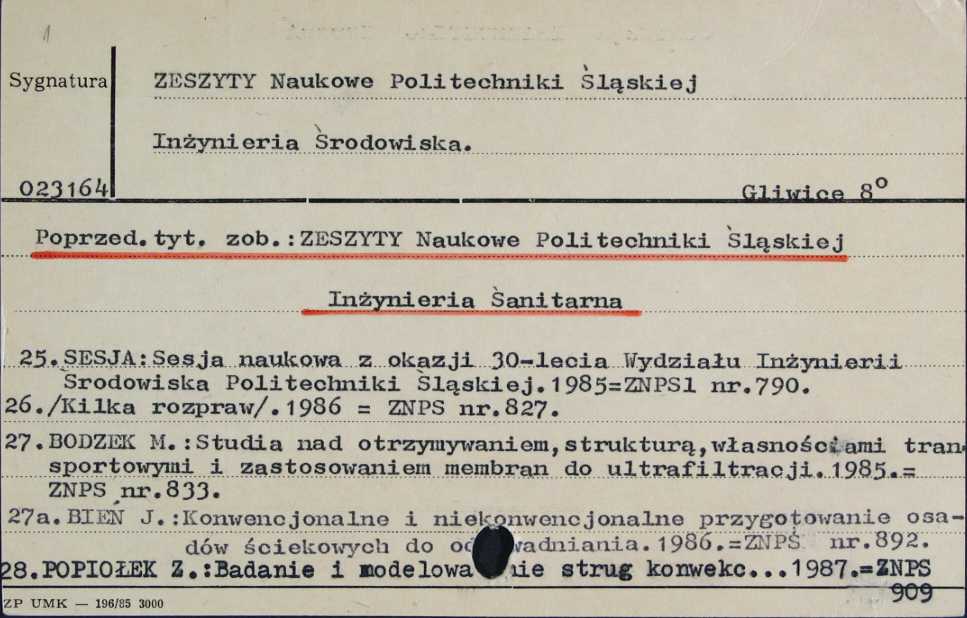 1
Sygnatura
ZESZYTY Naukowe Politechniki Śląskiej
Inżynieria Środowiska.
023164
Gliwice 8°
Poprzed.tyt. zob.:ZESZYTY Naukowe Politechniki Śląskiej
Inżynieria Sanitarna
25.SESJA:Sesja naukowa z okazji 30-lecia Wydziału Inżynierii
Środowiska Politechniki Śląskiej.1985=ZNPSl nr.790.
26./Kilka rozpraw/.1986 = ZNPS nr.827.
27.BODZEK M.:Studia nad otrzymywaniem,strukturą,własnościami tran-
sportowymi i zastosowaniem membran do ultrafiltracji.1985.=
ZNPS nr.833.
27a.BIEŃ J.:Konwencjonalne i niekonwencjonalne przygotowanie osa-
dów ściekowych do od wadniania.1986.=ZNPS nr.892.
28.POPIOŁEK Z.:Badanie i modelowa nie strug konwekc...1987.=ZNPS
909
ZP UMK — 196/85 3000